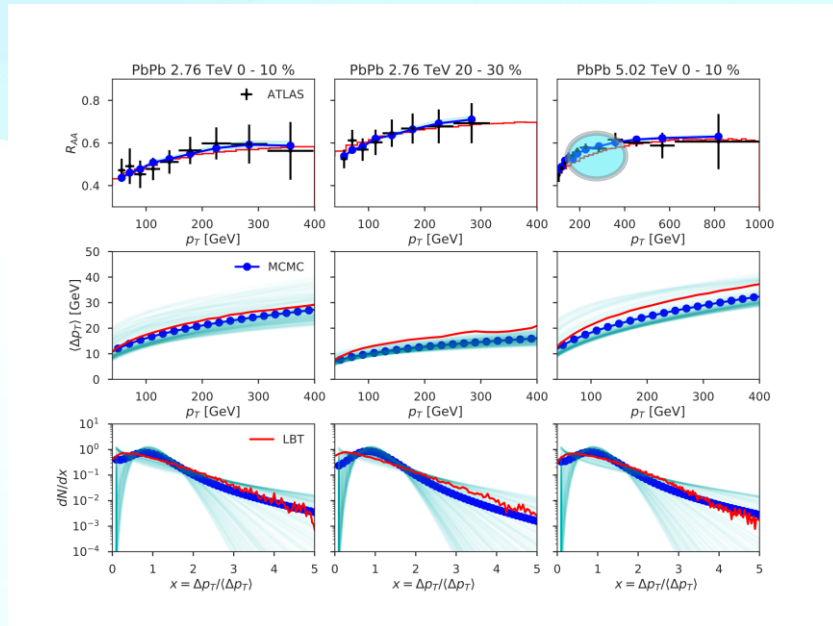 PbPb 2.76 TeV 0 - 10 %
PbPb 2.76 TeV 20 - 30 %
PbPb 5.02 TeV 0 - 10 %
0.8
0.6
0.4
R_AA
ATLAS
100 200 300 400
100 200 300 400
200 400 600 800 1000
p_T [GeV]
p_T [GeV]
p_T [GeV]
50
40
30
20
10
0
⟨Δp_T⟩ [GeV]
MCMC
100 200 300 400
100 200 300 400
100 200 300 400
p_T [GeV]
p_T [GeV]
p_T [GeV]
10^1
10^0
10^-1
10^-2
10^-3
10^-4
dN/dx
LBT
0 1 2 3 4 5
0 1 2 3 4 5
0 1 2 3 4 5
x = Δp_T/⟨Δp_T⟩
x = Δp_T/⟨Δp_T⟩
x = Δp_T/⟨Δp_T⟩